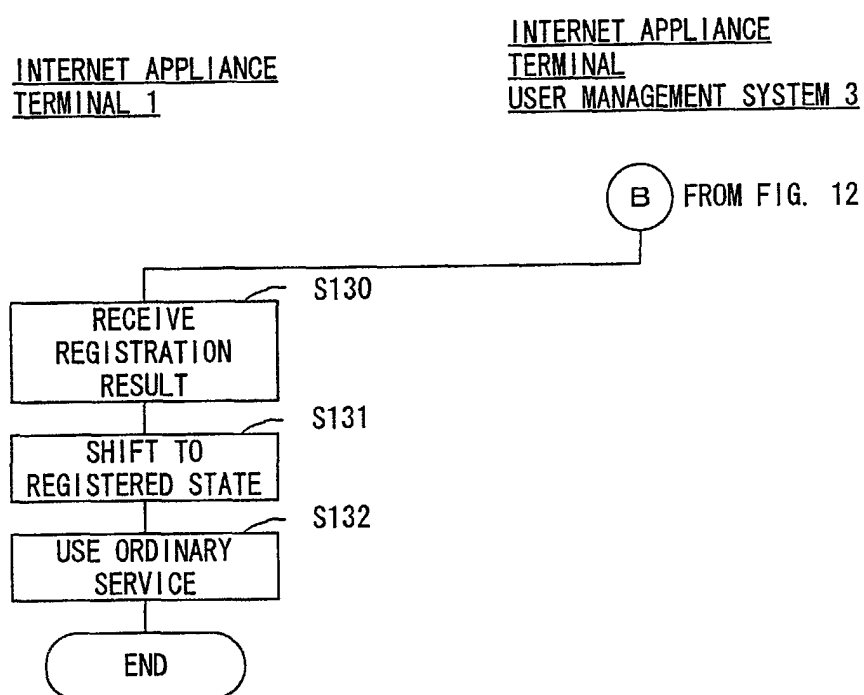 INTERNET APPLIANCE
TERMINAL 1
INTERNET APPLIANCE
TERMINAL
USER MANAGEMENT SYSTEM 3
B FROM FIG. 12
S130
RECEIVE
REGISTRATION
RESULT
S131
SHIFT TO
REGISTERED STATE
S132
USE ORDINARY
SERVICE
END